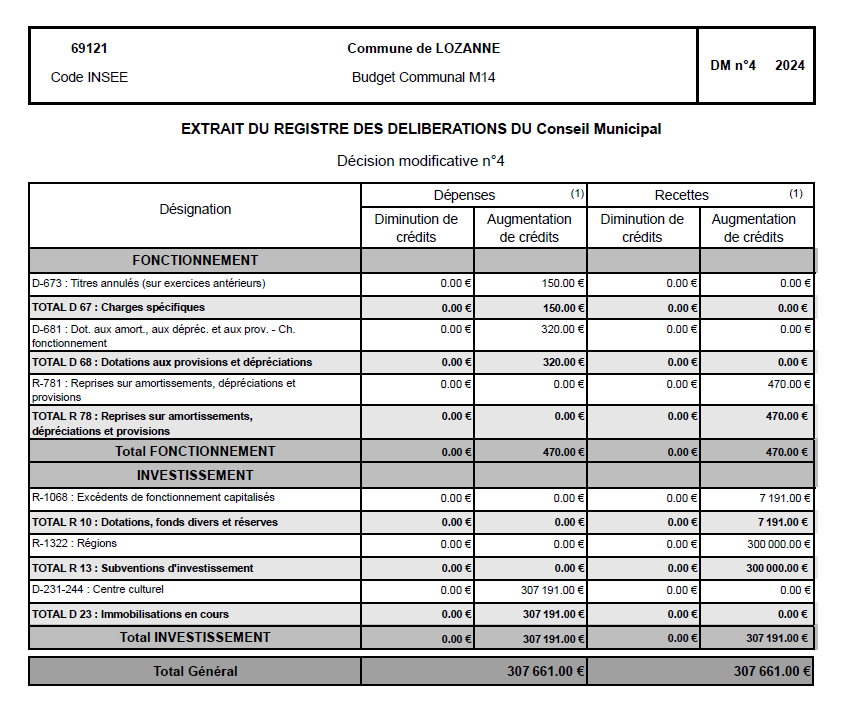 69121 Commune de LOZANNE DM n°4 2024
Code INSEE Budget Communal M14
EXTRAIT DU REGISTRE DES DELIBERATIONS DU Conseil Municipal
Décision modificative n°4
Désignation Dépenses (1) Recettes (1)
Diminution de crédits Augmentation de crédits Diminution de crédits Augmentation de crédits
FONCTIONNEMENT
D-673 : Titres annulés (sur exercices antérieurs) 0.00 € 150.00 € 0.00 € 0.00 €
TOTAL D 67 : Charges spécifiques 0.00 € 150.00 € 0.00 € 0.00 €
D-681 : Dot. aux amort., aux dépréc. et aux prov. - Ch. 0.00 € 320.00 € 0.00 € 0.00 €
fonctionnement
TOTAL D 68 : Dotations aux provisions et dépréciations 0.00 € 320.00 € 0.00 € 0.00 €
R-781 : Reprises sur amortissements, dépréciations et 0.00 € 0.00 € 0.00 € 470.00 €
provisions
TOTAL R 78 : Reprises sur amortissements, 0.00 € 0.00 € 0.00 € 470.00 €
dépréciations et provisions
Total FONCTIONNEMENT 0.00 € 470.00 € 0.00 € 470.00 €
INVESTISSEMENT
R-1068 : Excédents de fonctionnement capitalisés 0.00 € 0.00 € 0.00 € 7 191.00 €
TOTAL R 10 : Dotations, fonds divers et réserves 0.00 € 0.00 € 0.00 € 7 191.00 €
R-1322 : Régions 0.00 € 0.00 € 0.00 € 300 000.00 €
TOTAL R 13 : Subventions d'investissement 0.00 € 0.00 € 0.00 € 300 000.00 €
D-231-244 : Centre culturel 0.00 € 307 191.00 € 0.00 € 0.00 €
TOTAL D 23 : Immobilisations en cours 0.00 € 307 191.00 € 0.00 € 0.00 €
Total INVESTISSEMENT 0.00 € 307 191.00 € 0.00 € 307 191.00 €
Total Général 307 661.00 € 307 661.00 €